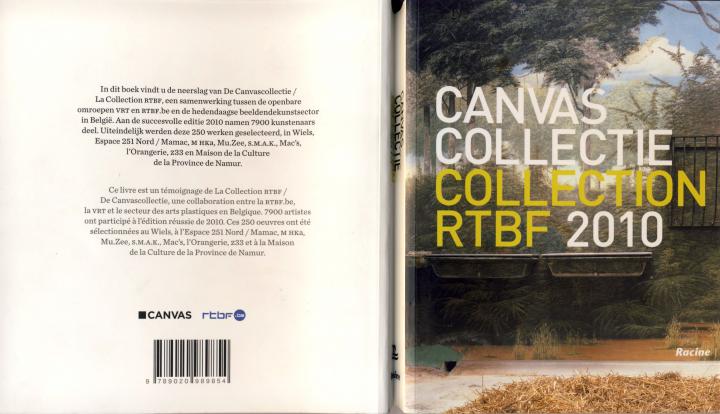 In dit boek vindt u de neerslag van De Canvascollectie /
La Collection RTBF, een samenwerking tussen de openbare
omroepen VRT en RTBF.be en de hedendaagse beeldendekunstsector
in België. Aan de succesvolle editie 2010 namen 7900 kunstenaars
deel. Uiteindelijk werden deze 250 werken geselecteerd, in Wiels,
Espace 251 Nord / Mamac, M HKA, Mu.Zee, S.M.A.K., Mac's,
l'Orangerie, Z33 en Maison de la Culture
de la Province de Namur.
Ce livre est un témoignage de La Collection RTBF /
De Canvascollectie, une collaboration entre la RTBF.be,
la VRT et le secteur des arts plastiques en Belgique. 7900 artistes
ont participé à l'édition réussie de 2010. Ces 250 oeuvres ont été
sélectionnées au Wiels, à l'Espace 251 Nord / Mamac, M HKA,
Mu.Zee, S.M.A.K., Mac's, l'Orangerie, Z33 et à la Maison
de la Culture de la Province de Namur.
CANVAS rtbf.be
9 789020 989854
CANVAS
COLLECTIE
CANVAS
COLLECTIE
COLLECTION
RTBF 2010
Racine